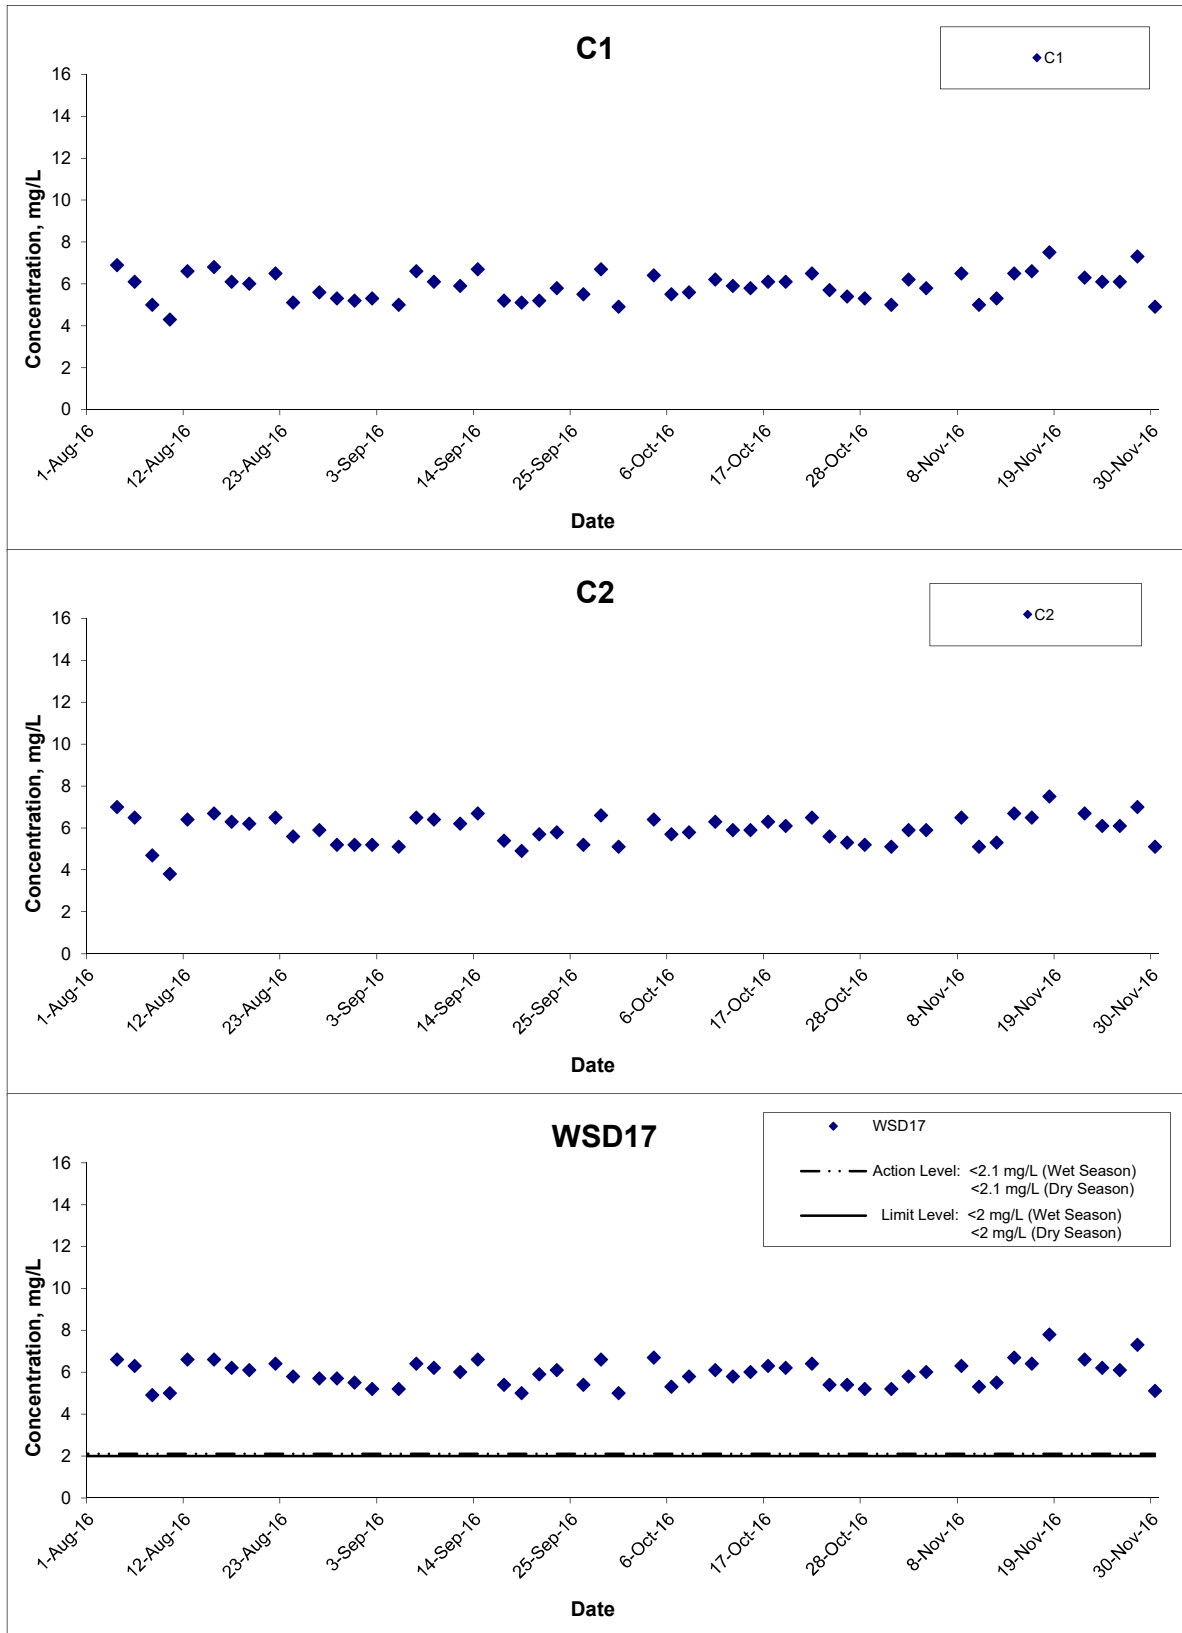 C1
C1
16
14
12
10
8
6
4
2
0
Concentration, mg/L
1-Aug-16
12-Aug-16
23-Aug-16
3-Sep-16
14-Sep-16
25-Sep-16
6-Oct-16
17-Oct-16
28-Oct-16
8-Nov-16
19-Nov-16
30-Nov-16
Date
C2
C2
16
14
12
10
8
6
4
2
0
Concentration, mg/L
1-Aug-16
12-Aug-16
23-Aug-16
3-Sep-16
14-Sep-16
25-Sep-16
6-Oct-16
17-Oct-16
28-Oct-16
8-Nov-16
19-Nov-16
30-Nov-16
Date
WSD17
WSD17
Action Level: <2.1 mg/L (Wet Season)
<2.1 mg/L (Dry Season)
Limit Level: <2 mg/L (Wet Season)
<2 mg/L (Dry Season)
16
14
12
10
8
6
4
2
0
Concentration, mg/L
1-Aug-16
12-Aug-16
23-Aug-16
3-Sep-16
14-Sep-16
25-Sep-16
6-Oct-16
17-Oct-16
28-Oct-16
8-Nov-16
19-Nov-16
30-Nov-16
Date